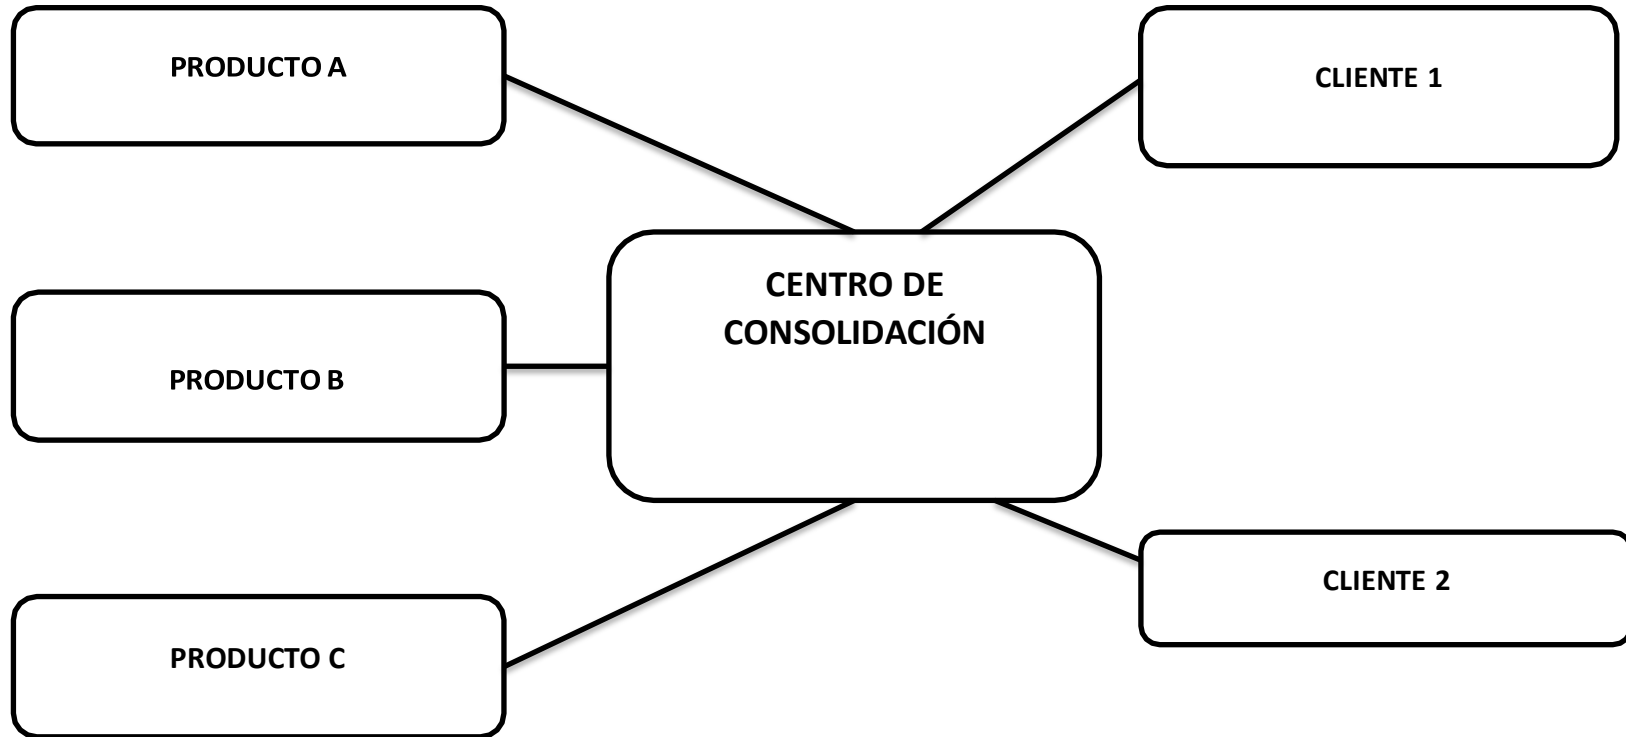 PRODUCTO A
CLIENTE 1
CENTRO DE
CONSOLIDACIÓN
PRODUCTO B
CLIENTE 2
PRODUCTO C